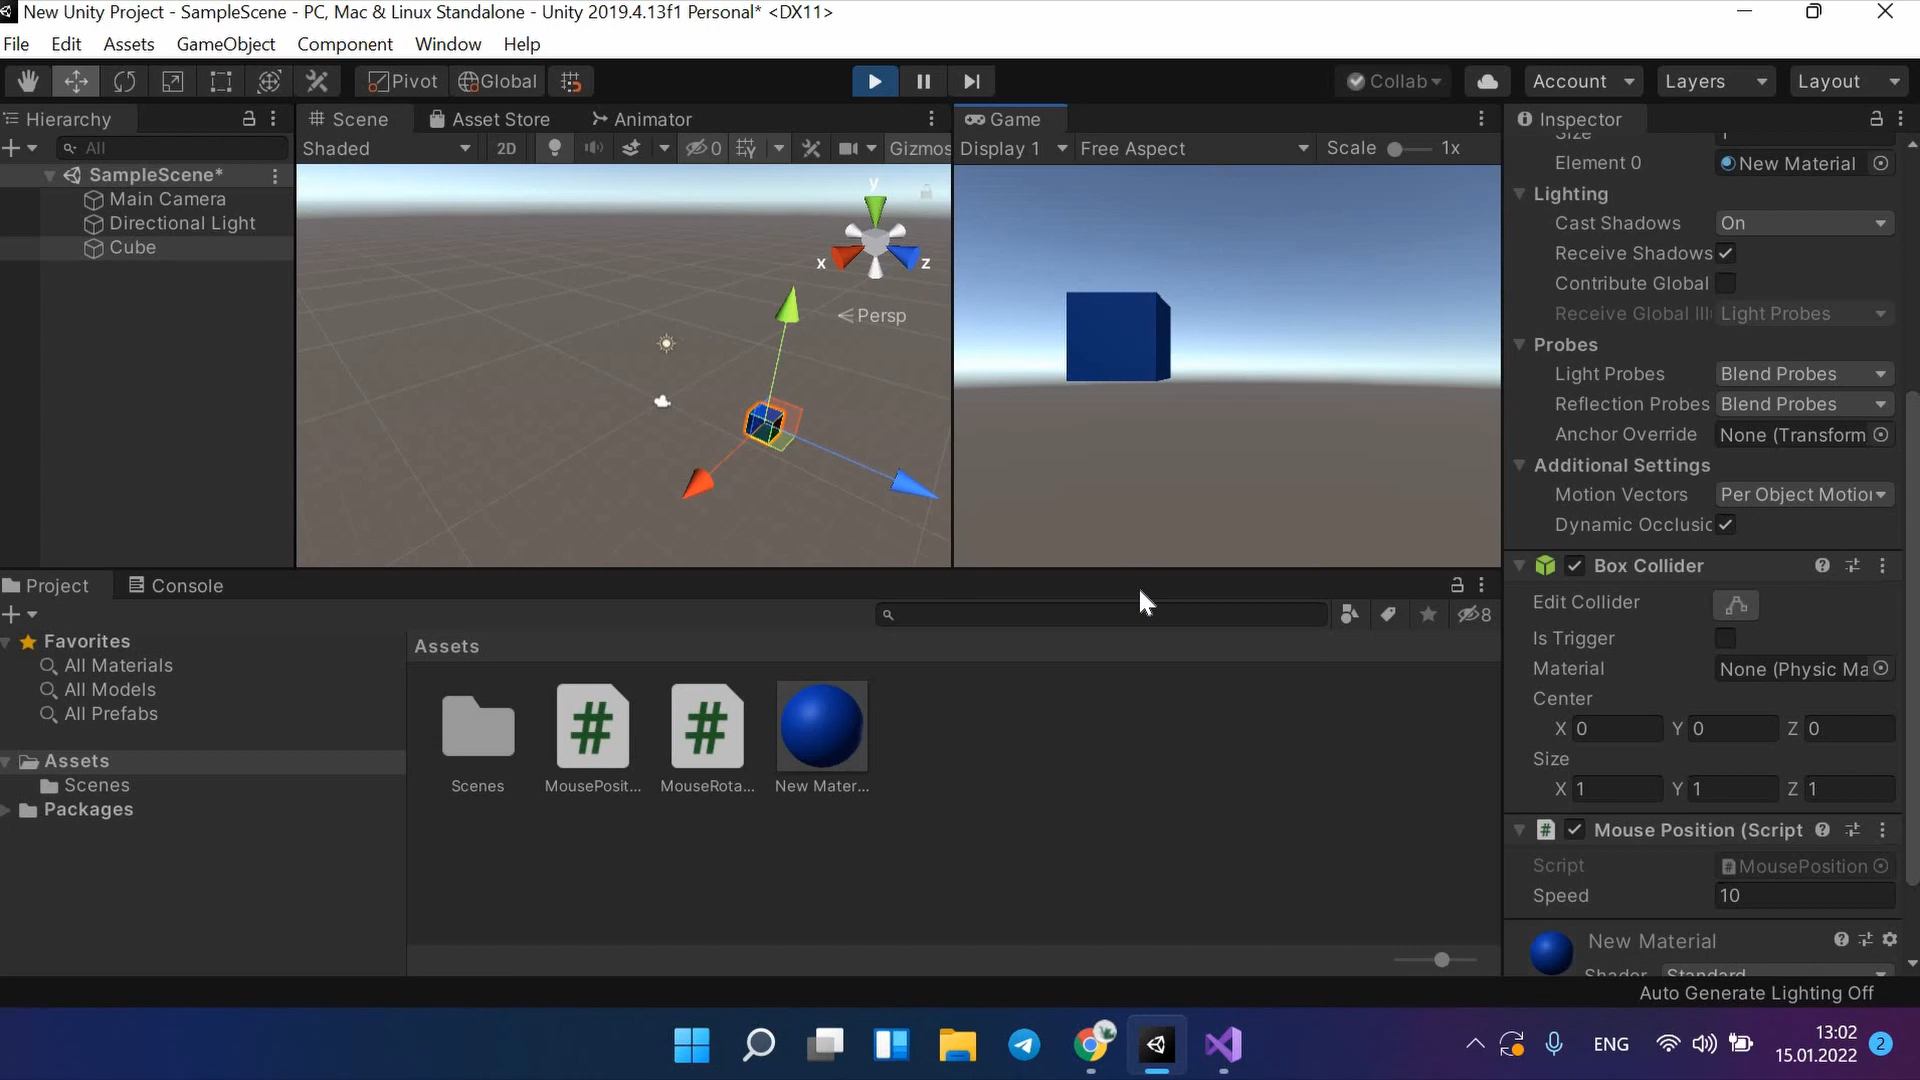 New Unity Project - SampleScene - PC, Mac & Linux Standalone - Unity 2019.4.13f1 Personal* <DX11>
File Edit Assets GameObject Component Window Help
Pivot Global Collab Account Layers Layout
Hierarchy
All
SampleScene*
Main Camera
Directional Light
Cube
Scene Asset Store Animator
Shaded 2D 0 Gizmos
y
x z
Persp
Game
Display 1 Free Aspect Scale 1x
Inspector
Size 1
Element 0 New Material
Lighting
Cast Shadows On
Receive Shadows
Contribute Global
Receive Global Illu Light Probes
Probes
Light Probes Blend Probes
Reflection Probes Blend Probes
Anchor Override None (Transform
Additional Settings
Motion Vectors Per Object Motion
Dynamic Occlusic
Box Collider
Edit Collider
Is Trigger
Material None (Physic Ma
Center
X 0 Y 0 Z 0
Size
X 1 Y 1 Z 1
Mouse Position (Script
Script MousePosition
Speed 10
New Material
Shader Standard
Auto Generate Lighting Off
Project Console
8
Favorites
All Materials
All Models
All Prefabs
Assets
Scenes
Packages
Assets
Scenes MousePosit... MouseRota... New Mater...
ENG 13:02
15.01.2022 2